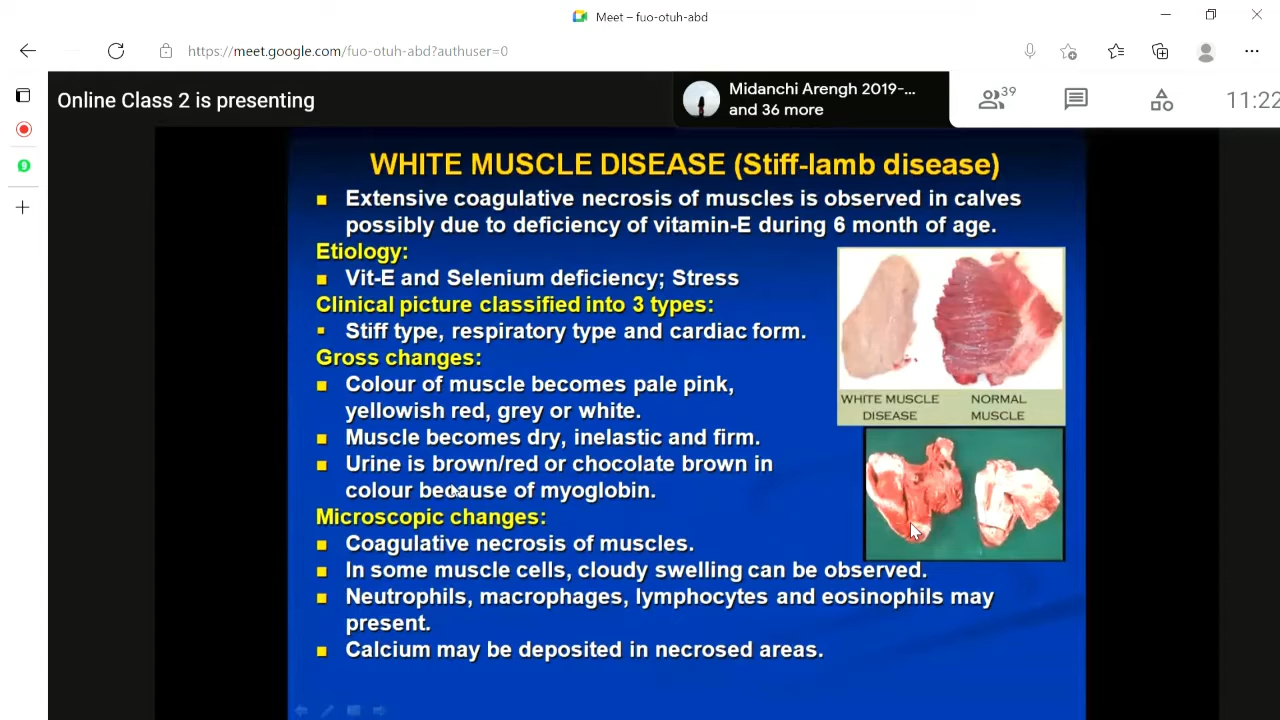 Meet – fuo-otuh-abd
https://meet.google.com/fuo-otuh-abd?authuser=0
Online Class 2 is presenting
Midanchi Arengh 2019-...
and 36 more
39
11:22
9
WHITE MUSCLE DISEASE (Stiff-lamb disease)
Extensive coagulative necrosis of muscles is observed in calves
possibly due to deficiency of vitamin-E during 6 month of age.
Etiology:
Vit-E and Selenium deficiency; Stress
Clinical picture classified into 3 types:
Stiff type, respiratory type and cardiac form.
Gross changes:
Colour of muscle becomes pale pink,
yellowish red, grey or white.
Muscle becomes dry, inelastic and firm.
Urine is brown/red or chocolate brown in
colour because of myoglobin.
WHITE MUSCLE DISEASE
NORMAL MUSCLE
Microscopic changes:
Coagulative necrosis of muscles.
In some muscle cells, cloudy swelling can be observed.
Neutrophils, macrophages, lymphocytes and eosinophils may
present.
Calcium may be deposited in necrosed areas.